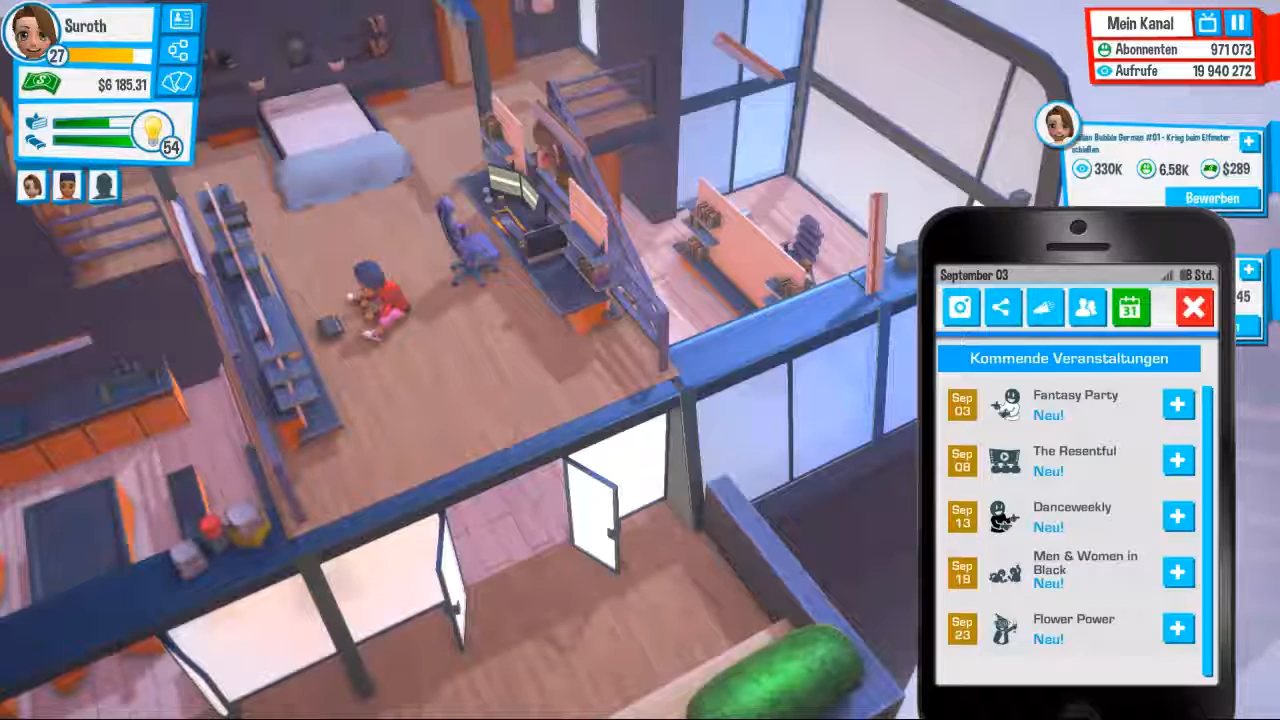 Suroth
27
$6 185.31
54
Mein Kanal
Abonnenten 971 073
Aufrufe 19 940 272
Bubble German #01 - Krieg beim Elfmeter
schießen
330K 6.58K $289
Bewerben
45
September 03
Std.
31
Kommende Veranstaltungen
Sep 03
Fantasy Party
Neu!
Sep 08
The Resentful
Neu!
Sep 13
Danceweekly
Neu!
Sep 19
Men & Women in
Black
Neu!
Sep 23
Flower Power
Neu!